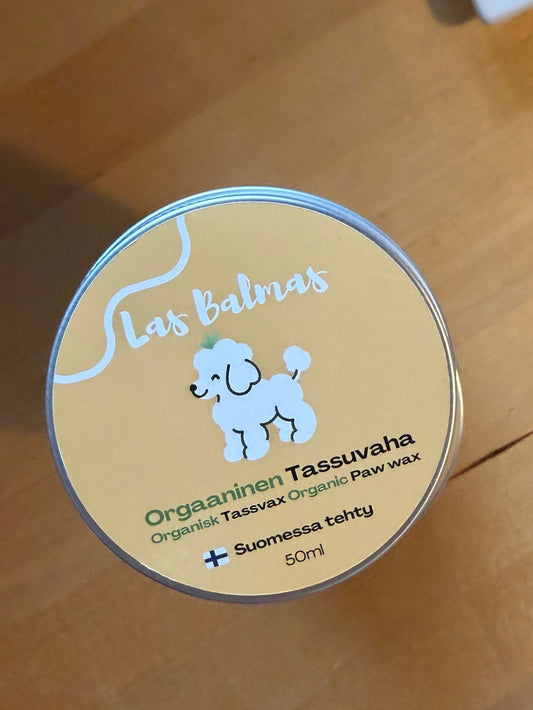 Las Balmas
Orgaaninen Tassuvaha
Organisk Tassvax Organic Paw wax
Suomessa tehty
50ml